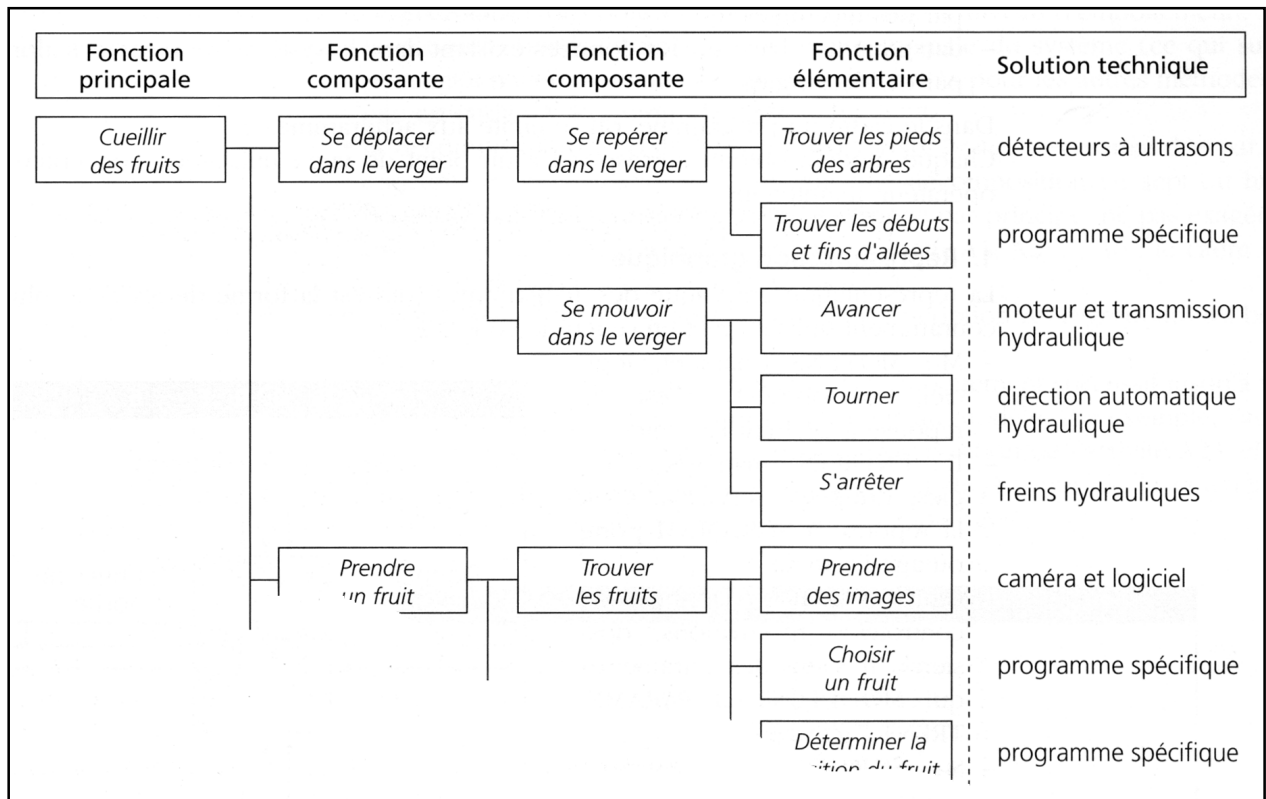 Fonction
principale
Fonction
composante
Fonction
composante
Fonction
élémentaire
Solution technique
Cueillir
des fruits
Se déplacer
dans le verger
Se repérer
dans le verger
Trouver les pieds
des arbres
détecteurs à ultrasons
Trouver les débuts
et fins d'allées
programme spécifique
Se mouvoir
dans le verger
Avancer
moteur et transmission
hydraulique
Tourner
direction automatique
hydraulique
S'arrêter
freins hydrauliques
Prendre
un fruit
Trouver
les fruits
Prendre
des images
caméra et logiciel
Choisir
un fruit
programme spécifique
Déterminer la
du fruit
programme spécifique